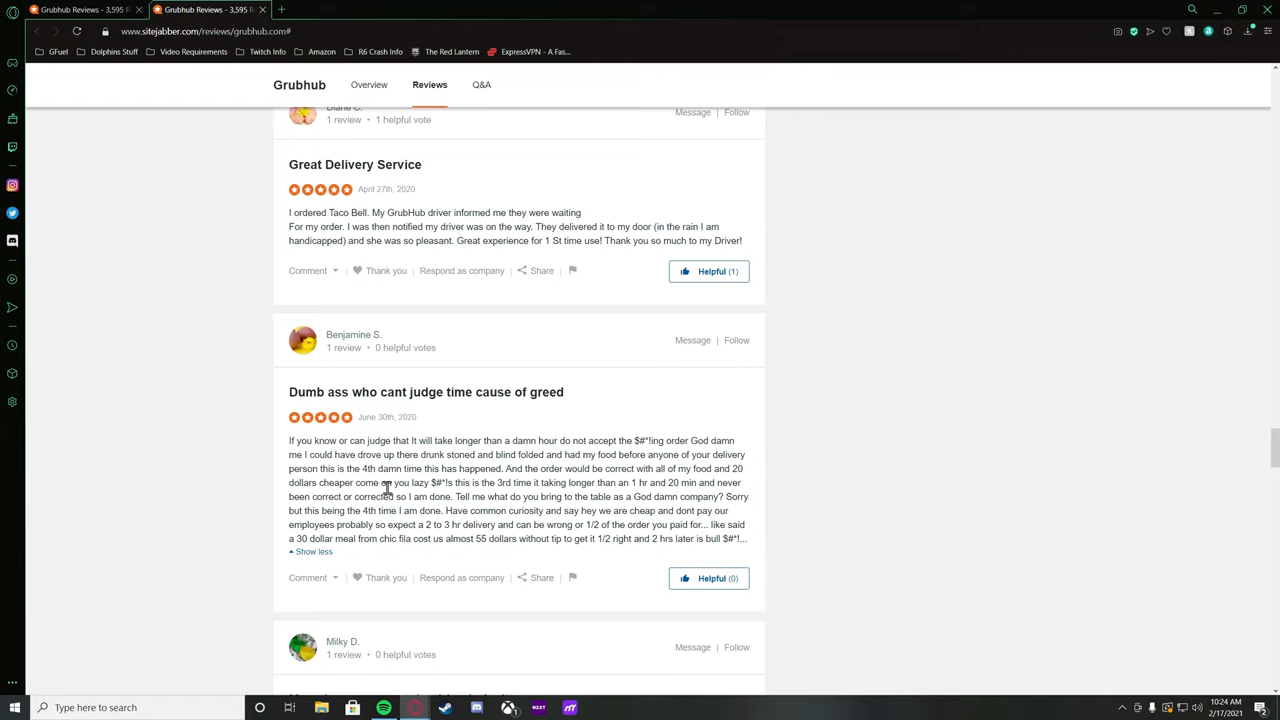 Grubhub Reviews - 3,595 R
Grubhub Reviews - 3,595 R
www.sitejabber.com/reviews/grubhub.com#
GFuel
Dolphins Stuff
Video Requirements
Twitch Info
Amazon
R6 Crash Info
The Red Lantern
ExpressVPN - A Fas...
Grubhub
Overview
Reviews
Q&A
Diane C.
1 review • 1 helpful vote
Message | Follow
Great Delivery Service
April 27th, 2020
I ordered Taco Bell. My GrubHub driver informed me they were waiting
For my order. I was then notified my driver was on the way. They delivered it to my door (in the rain I am
handicapped) and she was so pleasant. Great experience for 1 St time use! Thank you so much to my Driver!
Comment | Thank you | Respond as company | Share |
Helpful (1)
Benjamine S.
1 review • 0 helpful votes
Message | Follow
Dumb ass who cant judge time cause of greed
June 30th, 2020
If you know or can judge that It will take longer than a damn hour do not accept the $#*!ing order God damn
me I could have drove up there drunk stoned and blind folded and had my food before anyone of your delivery
person this is the 4th damn time this has happened. And the order would be correct with all of my food and 20
dollars cheaper come you lazy $#*!s this is the 3rd time it taking longer than an 1 hr and 20 min and never
been correct or corrected so I am done. Tell me what do you bring to the table as a God damn company? Sorry
but this being the 4th time I am done. Have common curiosity and say hey we are cheap and dont pay our
employees probably so expect a 2 to 3 hr delivery and can be wrong or 1/2 of the order you paid for... like said
a 30 dollar meal from chic fila cost us almost 55 dollars without tip to get it 1/2 right and 2 hrs later is bull $#*!...
Show less
Comment | Thank you | Respond as company | Share |
Helpful (0)
Milky D.
1 review • 0 helpful votes
Message | Follow
Type here to search
NZXT
10:24 AM
2/17/2021
2